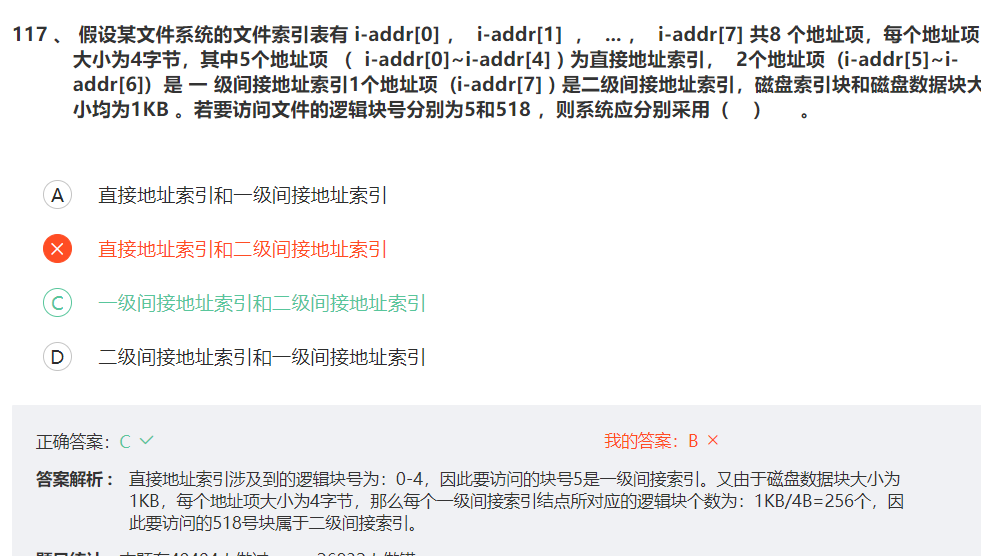 117 、 假设某文件系统的文件索引表有 i-addr[0] ， i-addr[1] ， ... ， i-addr[7] 共8 个地址项，每个地址项
大小为4字节，其中5个地址项 （ i-addr[0]~i-addr[4] ) 为直接地址索引， 2个地址项（i-addr[5]~i-
addr[6]）是 一 级间接地址索引1个地址项（i-addr[7] ) 是二级间接地址索引，磁盘索引块和磁盘数据块大
小均为1KB 。若要访问文件的逻辑块号分别为5和518 ，则系统应分别采用（ ） 。
A 直接地址索引和一级间接地址索引
直接地址索引和二级间接地址索引
C 一级间接地址索引和二级间接地址索引
D 二级间接地址索引和一级间接地址索引
正确答案：C 我的答案：B
答案解析： 直接地址索引涉及到的逻辑块号为：0-4，因此要访问的块号5是一级间接索引。又由于磁盘数据块大小为
1KB，每个地址项大小为4字节，那么每个一级间接索引结点所对应的逻辑块个数为：1KB/4B=256个，因
此要访问的518号块属于二级间接索引。